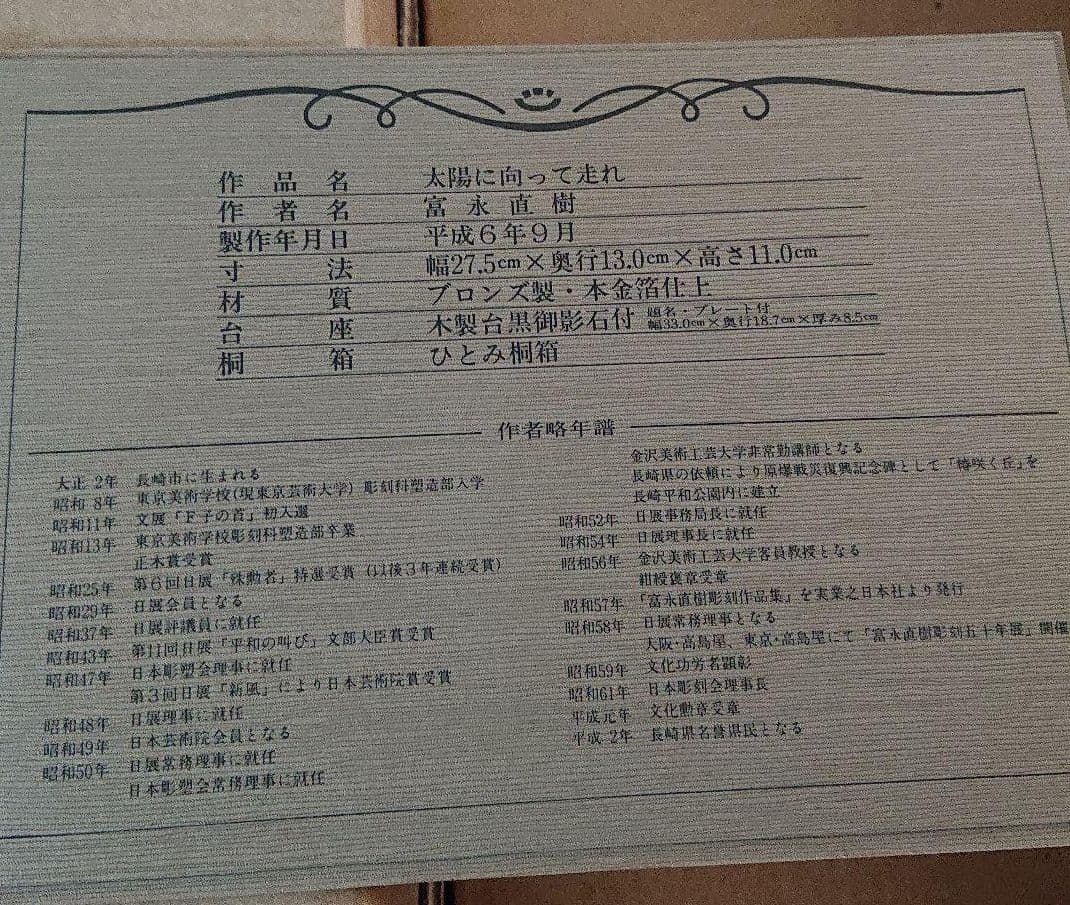 作品名 太陽に向って走れ
作者名 富永直樹
製作年月日 平成6年9月
寸法 幅27.5cm×奥行13.0cm×高さ11.0cm
材質 ブロンズ製・本金箔仕上
台座 木製台黒御影石付 題名・プレート付
幅33.0cm×奥行18.7cm×厚み8.5cm
桐箱 ひとみ桐箱
作者略年譜
大正2年 長崎市に生まれる
昭和8年 東京美術学校(現東京芸術大学)彫刻科塑造部入学
昭和11年 文展「F子の首」初入選
昭和13年 東京美術学校彫刻科塑造部卒業
正木賞受賞
昭和25年 第6回日展「殊勲者」特選受賞(以後3年連続受賞)
昭和29年 日展会員となる
昭和37年 日展評議員に就任
昭和43年 第11回日展「平和の叫び」文部大臣賞受賞
昭和47年 日本彫塑会理事に就任
第3回日展「新風」により日本芸術院賞受賞
昭和48年 日展理事に就任
昭和49年 日本芸術院会員となる
昭和50年 日展常務理事に就任
日本彫塑会常務理事に就任
金沢美術工芸大学非常勤講師となる
長崎県の依頼により原爆戦災復興記念碑として「椿咲く丘」を
長崎平和公園内に建立
昭和52年 日展事務局長に就任
昭和54年 日展理事長に就任
昭和56年 金沢美術工芸大学客員教授となる
紺綬褒章受章
昭和57年 「富永直樹彫刻作品集」を実業之日本社より発行
昭和58年 日展常務理事となる
大阪・高島屋、東京・高島屋にて「富永直樹彫刻五十年展」開催
昭和59年 文化功労者顕彰
昭和61年 日本彫刻会理事長
平成元年 文化勲章受章
平成2年 長崎県名誉県民となる